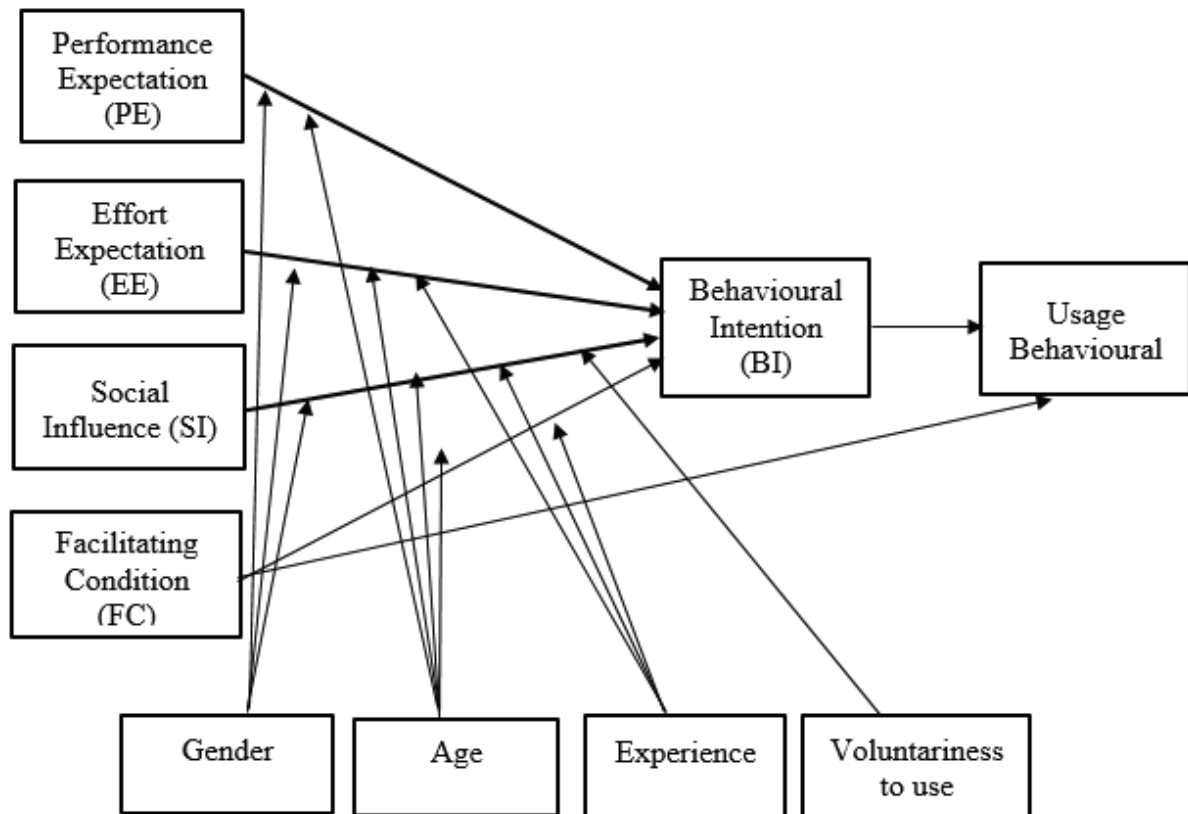 Performance
Expectation
(PE)
Effort
Expectation
(EE)
Social
Influence (SI)
Facilitating
Condition
(FC)
Behavioural
Intention
(BI)
Usage
Behavioural
Gender
Age
Experience
Voluntariness
to use